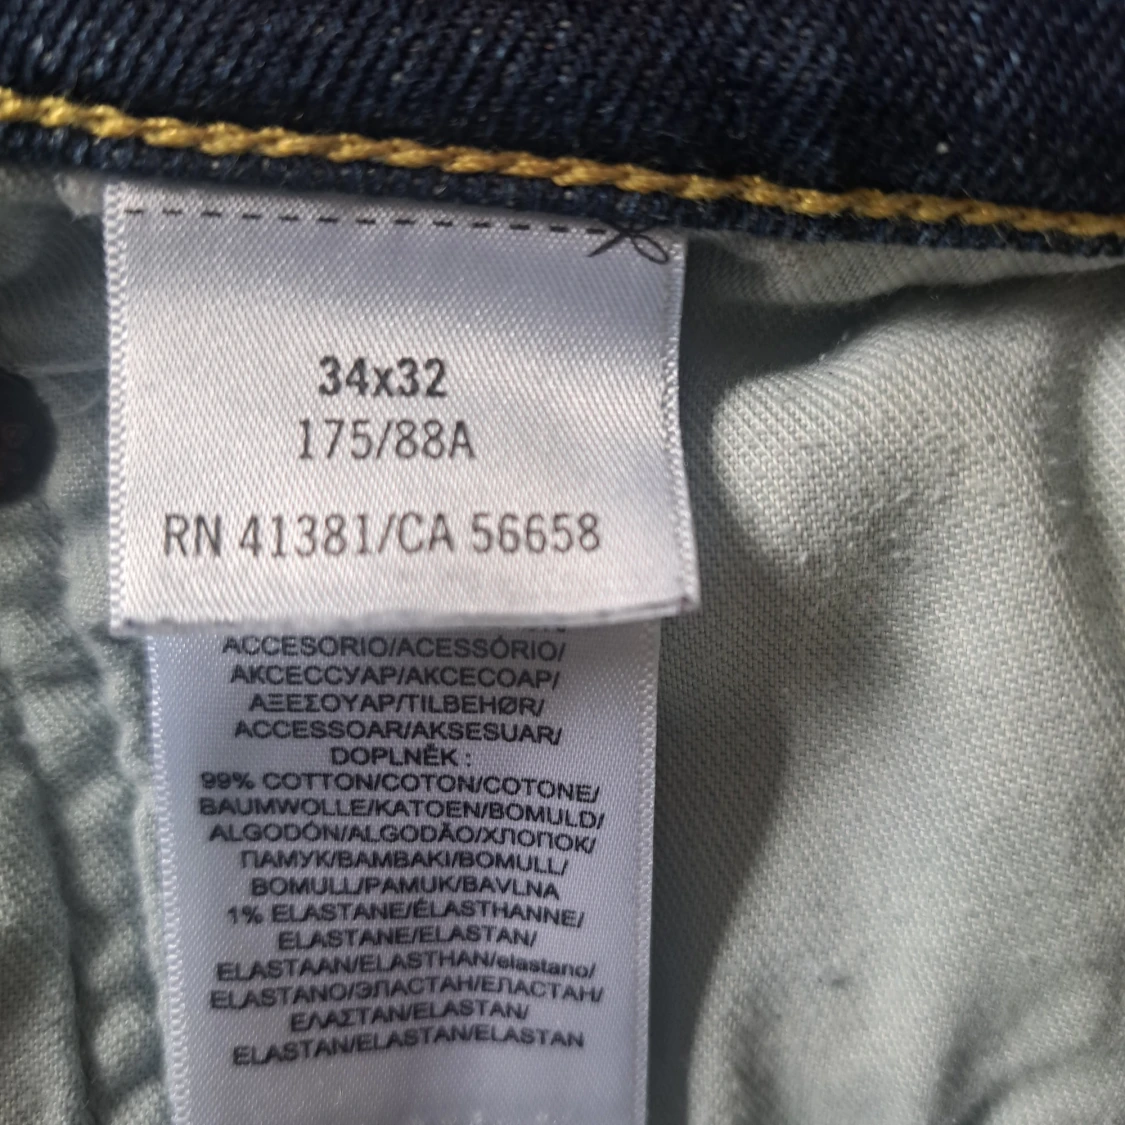 34x32
175/88A
RN 41381/CA 56658
ACCESORIO/ACESSÓRIO/
АКСЕССУАР/АКСЕСОАР/
ΑΞΕΣΟΥΑΡ/TILBEHØR/
ACCESSOAR/AKSESUAR/
DOPLNĚK :
99% COTTON/COTON/COTONE/
BAUMWOLLE/KATOEN/BOMULD/
ALGODÓN/ALGODÃO/ХЛОПОК/
ПАМУК/ΒΑΜΒΑΚΙ/BOMULL/
BOMULL/PAMUK/BAVLNA
1% ELASTANE/ÉLASTHANNE/
ELASTANE/ELASTAN/
ELASTAAN/ELASTHAN/elastano/
ELASTANO/ЭЛАСТАН/ЕЛАСТАН/
ΕΛΑΣΤΑΝ/ELASTAN/
ELASTAN/ELASTAN/ELASTAN